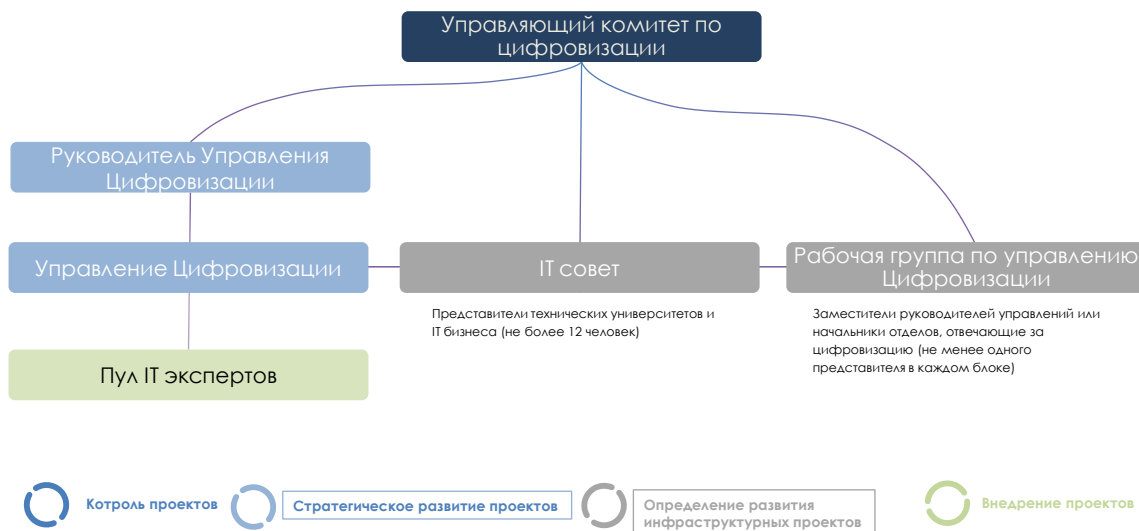 Управляющий комитет по
цифровизации
Руководитель Управления
Цифровизации
Управление Цифровизации
IT совет
Рабочая группа по управлению
Цифровизации
Представители технических университетов и
IT бизнеса (не более 12 человек)
Заместители руководителей управлений или
начальники отделов, отвечающие за
цифровизацию (не менее одного
представителя в каждом блоке)
Пул IT экспертов
Котроль проектов
Стратегическое развитие проектов
Определение развития
инфраструктурных проектов
Внедрение проектов